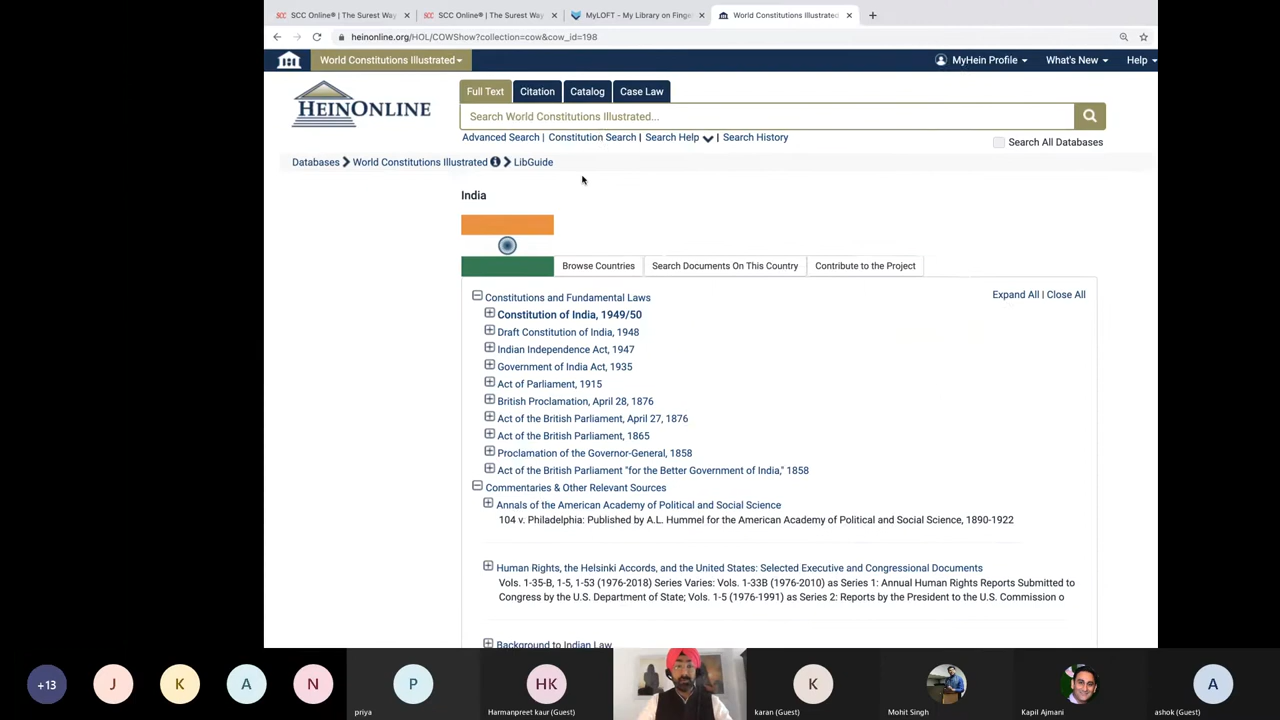 SCC Online® | The Surest Way
SCC Online® | The Surest Way
MyLOFT - My Library on Finge
World Constitutions Illustrated
heinonline.org/HOL/COWShow?collection=cow&cow_id=198
World Constitutions Illustrated
MyHein Profile
What's New
Help
HEINONLINE
Full Text
Citation
Catalog
Case Law
Search World Constitutions Illustrated...
Advanced Search | Constitution Search | Search Help | Search History
Search All Databases
Databases > World Constitutions Illustrated > LibGuide
India
Browse Countries
Search Documents On This Country
Contribute to the Project
Constitutions and Fundamental Laws
Expand All | Close All
Constitution of India, 1949/50
Draft Constitution of India, 1948
Indian Independence Act, 1947
Government of India Act, 1935
Act of Parliament, 1915
British Proclamation, April 28, 1876
Act of the British Parliament, April 27, 1876
Act of the British Parliament, 1865
Proclamation of the Governor-General, 1858
Act of the British Parliament "for the Better Government of India," 1858
Commentaries & Other Relevant Sources
Annals of the American Academy of Political and Social Science
104 v. Philadelphia: Published by A.L. Hummel for the American Academy of Political and Social Science, 1890-1922
Human Rights, the Helsinki Accords, and the United States: Selected Executive and Congressional Documents
Vols. 1-35-B, 1-5, 1-53 (1976-2018) Series Varies: Vols. 1-33B (1976-2010) as Series 1: Annual Human Rights Reports Submitted to
Congress by the U.S. Department of State; Vols. 1-5 (1976-1991) as Series 2: Reports by the President to the U.S. Commission o
Background to Indian Law
+13
J
K
A
N
P
HK
K
A
priya
Harmanpreet kaur (Guest)
karan (Guest)
Mohit Singh
Kapil Ajmani
ashok (Guest)